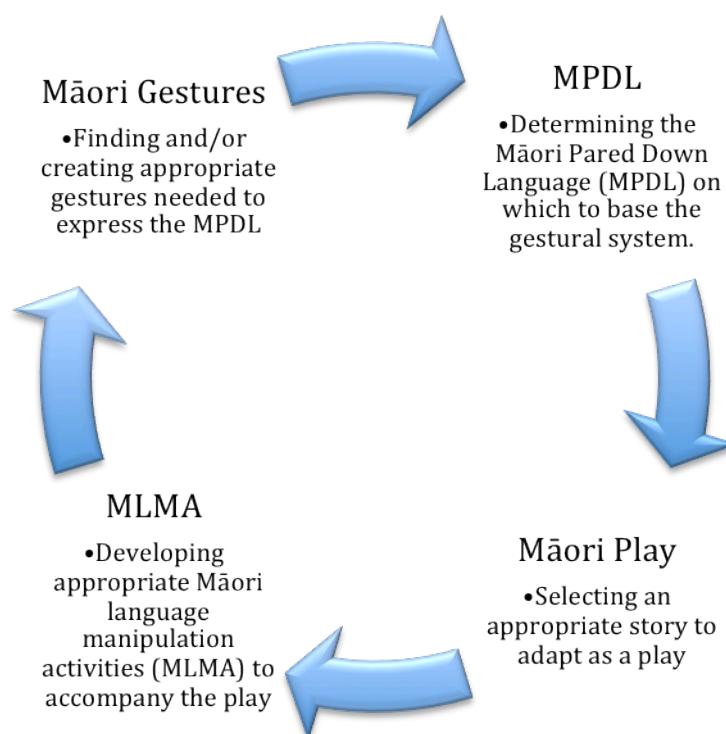 Māori Gestures
•Finding and/or
creating appropriate
gestures needed to
express the MPDL
MPDL
•Determining the
Māori Pared Down
Language (MPDL) on
which to base the
gestural system.
Māori Play
•Selecting an
appropriate story to
adapt as a play
MLMA
•Developing
appropriate Māori
language
manipulation
activities (MLMA) to
accompany the play